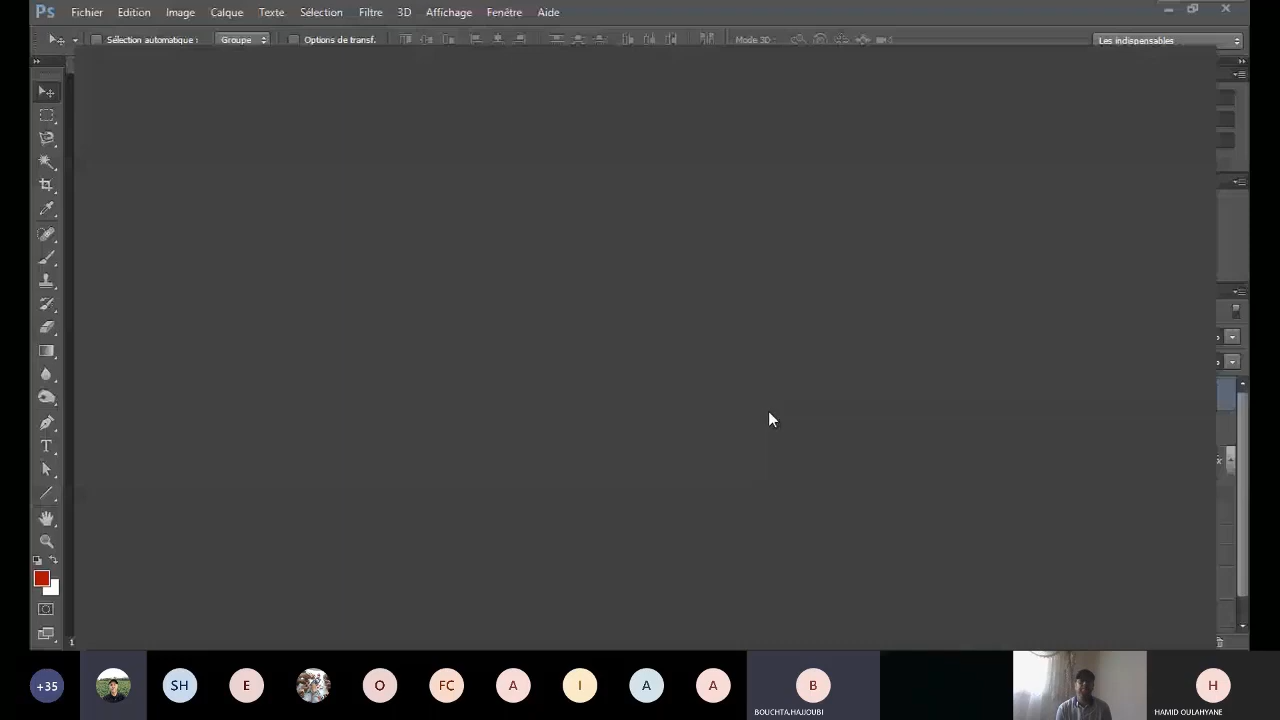 Ps Fichier Edition Image Calque Texte Sélection Filtre 3D Affichage Fenêtre Aide
Sélection automatique : Groupe Options de transf. Mode 3D : Les indispensables
T
1
+35 SH E O FC A I A A B H
BOUCHTA.HAJJOUBI HAMID OULAHYANE